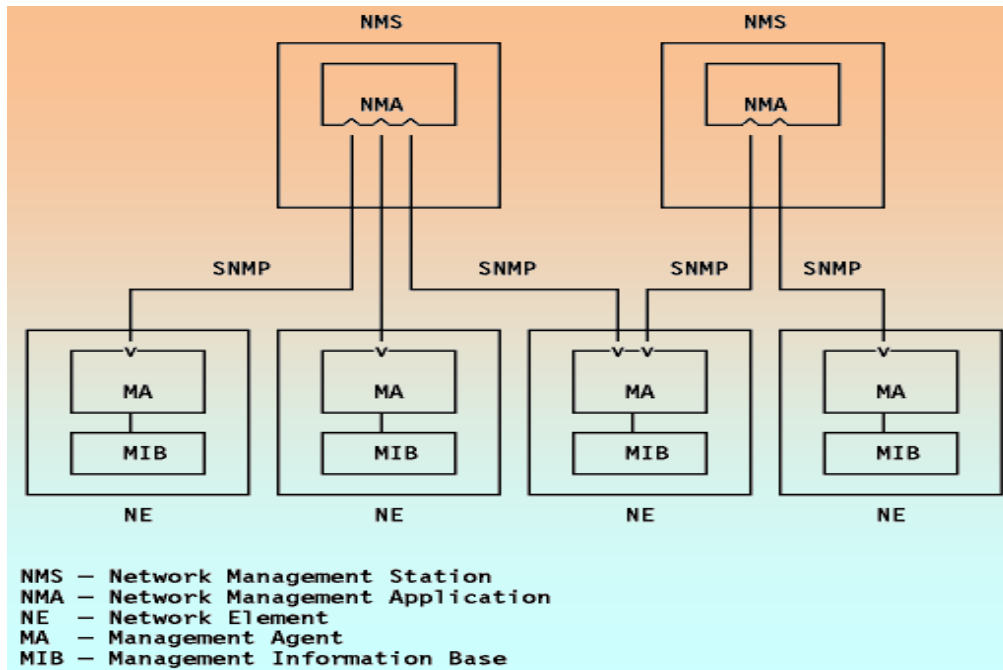 NMS NMS
NMA NMA
SNMP SNMP SNMP SNMP
MA MA MA MA
MIB MIB MIB MIB
NE NE NE NE
NMS — Network Management Station
NMA — Network Management Application
NE — Network Element
MA — Management Agent
MIB — Management Information Base